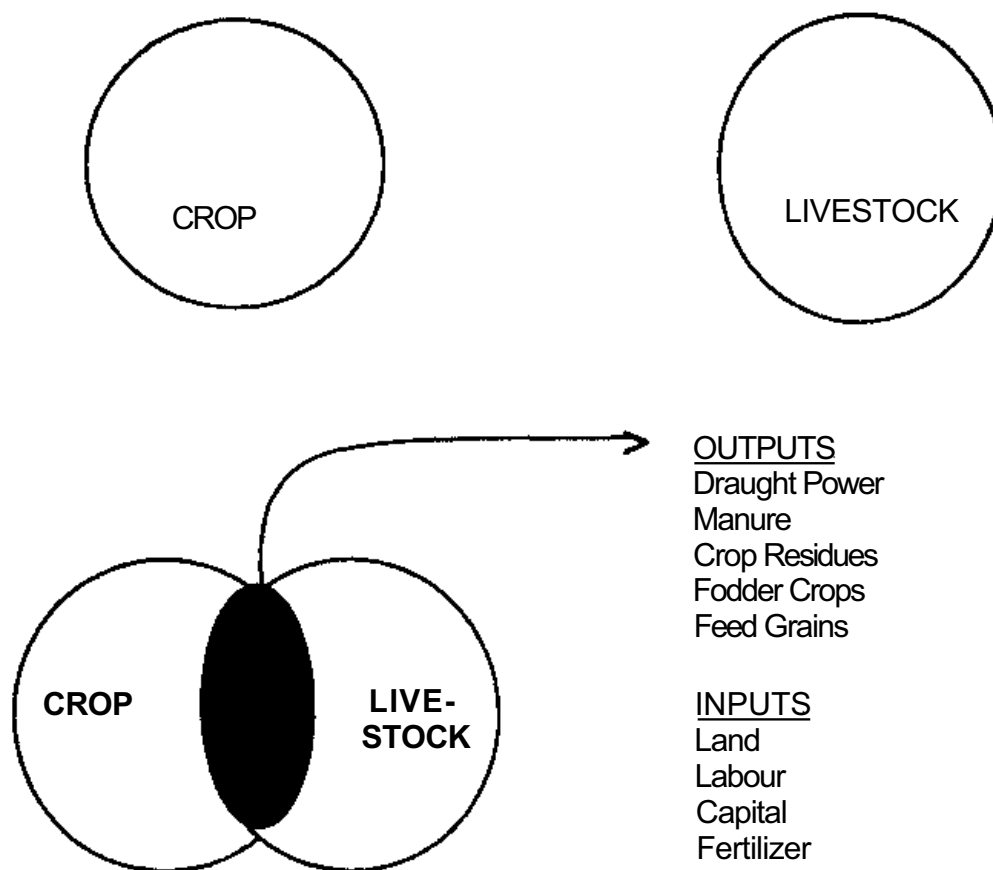 CROP
LIVESTOCK
OUTPUTS
Draught Power
Manure
Crop Residues
Fodder Crops
Feed Grains
CROP
LIVE-
STOCK
INPUTS
Land
Labour
Capital
Fertilizer